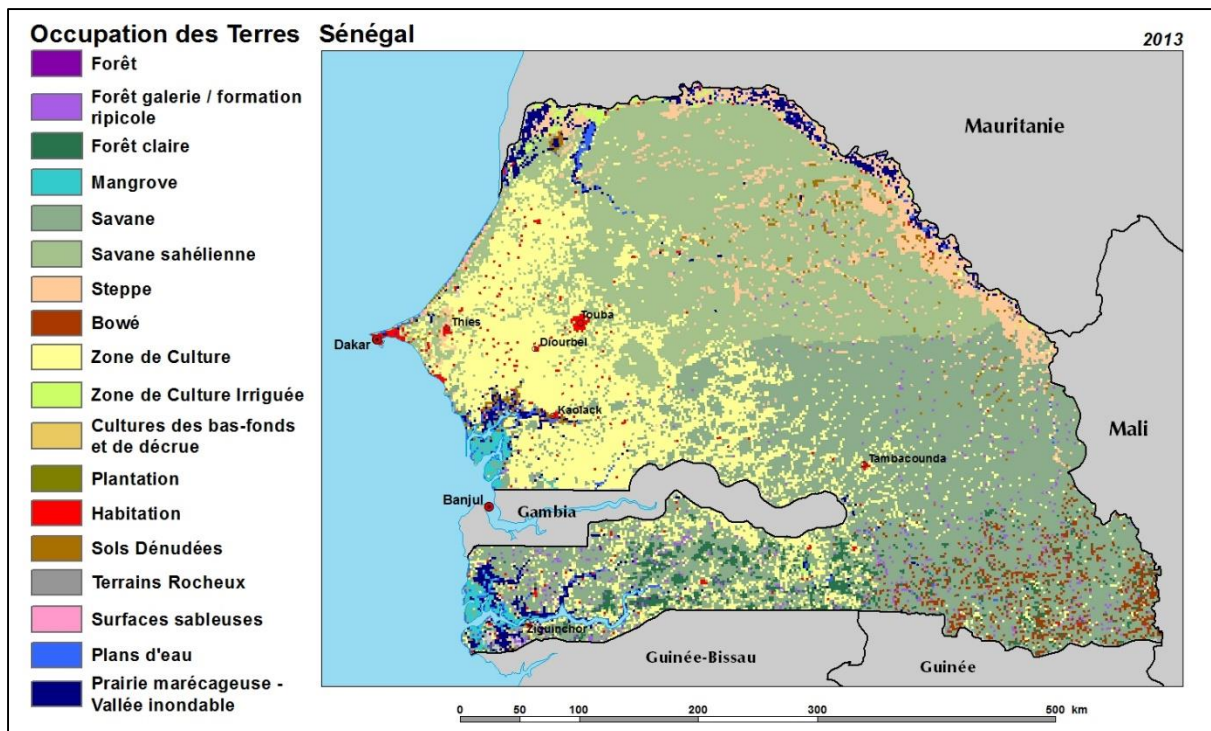 Occupation des Terres Sénégal
2013
Forêt
Forêt galerie / formation
ripicole
Forêt claire
Mangrove
Savane
Savane sahélienne
Steppe
Bowé
Zone de Culture
Zone de Culture Irriguée
Cultures des bas-fonds
et de décrue
Plantation
Habitation
Sols Dénudées
Terrains Rocheux
Surfaces sableuses
Plans d'eau
Prairie marécageuse -
Vallée inondable
Mauritanie
Touba
Thies
Diourbel
Dakar
Kaolack
Mali
Tambacounda
Banjul
Gambia
Ziguinchor
Guinée-Bissau
Guinée
0 50 100 200 300 500 km